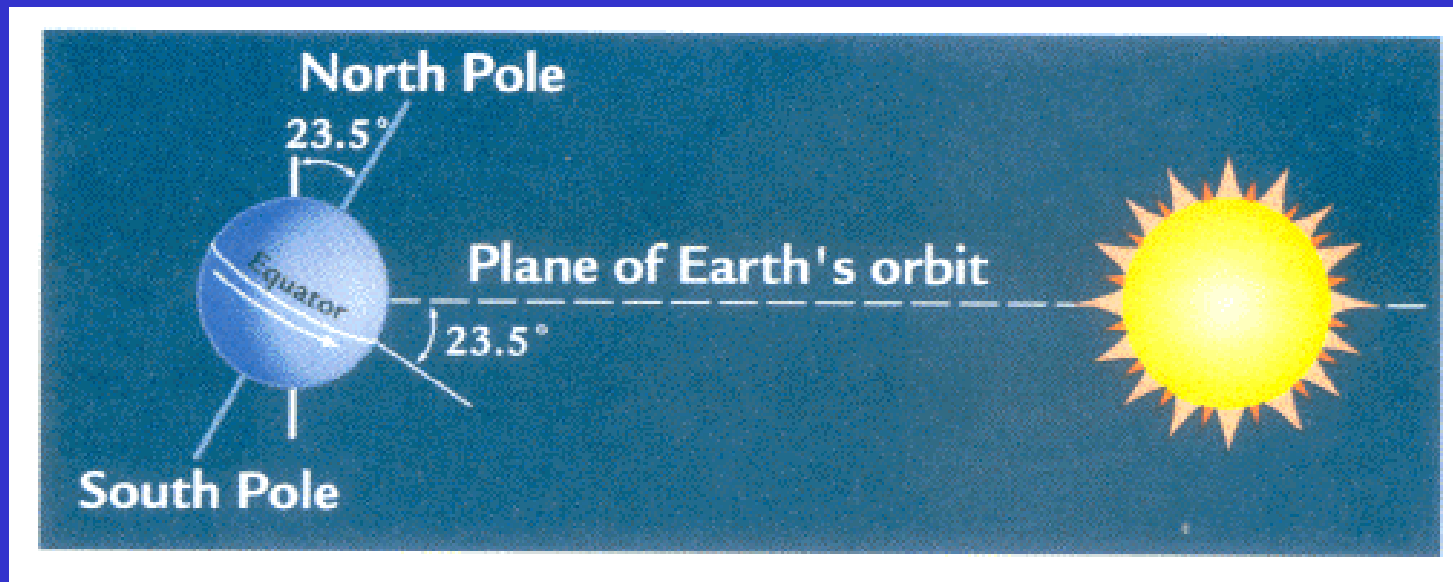 North Pole
23.5°
Equator
Plane of Earth's orbit
23.5°
South Pole